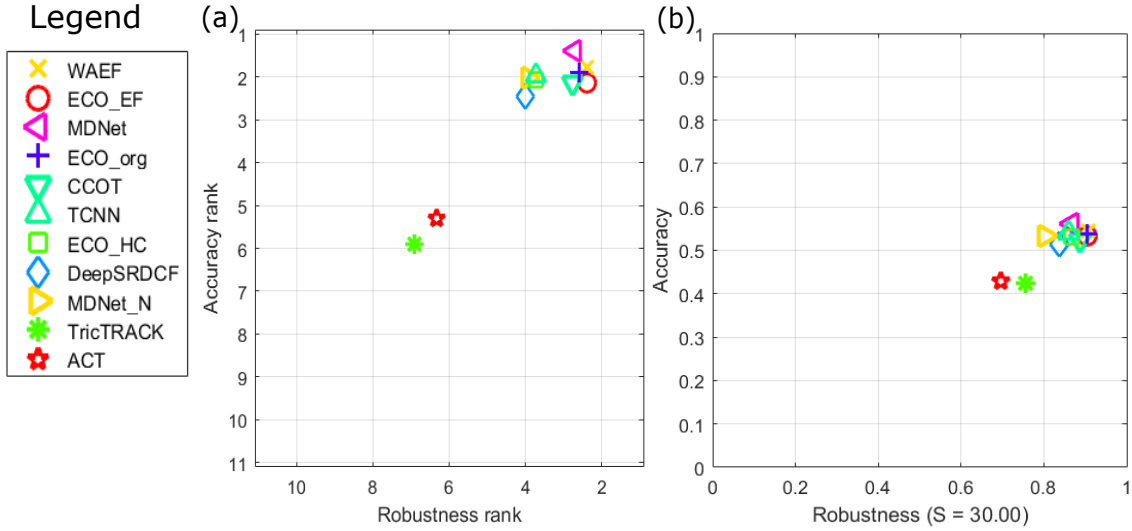 Legend
WAEF
ECO_EF
MDNet
ECO_org
CCOT
TCNN
ECO_HC
DeepSRDCF
MDNet_N
TricTRACK
ACT
(a)
Accuracy rank
1
2
3
4
5
6
7
8
9
10
11
10 8 6 4 2
Robustness rank
(b)
Accuracy
1
0.9
0.8
0.7
0.6
0.5
0.4
0.3
0.2
0.1
0
0 0.2 0.4 0.6 0.8 1
Robustness (S = 30.00)